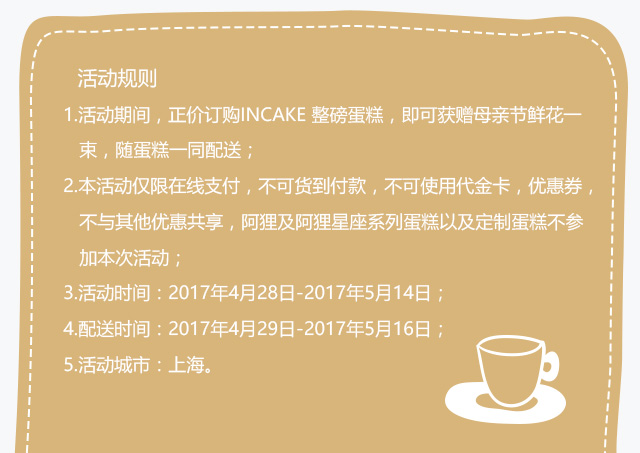 活动规则
1.活动期间，正价订购INCAKE 整磅蛋糕，即可获赠母亲节鲜花一
束，随蛋糕一同配送；
2.本活动仅限在线支付，不可货到付款，不可使用代金卡，优惠券，
不与其他优惠共享，阿狸及阿狸星座系列蛋糕以及定制蛋糕不参
加本次活动；
3.活动时间：2017年4月28日-2017年5月14日；
4.配送时间：2017年4月29日-2017年5月16日；
5.活动城市：上海。